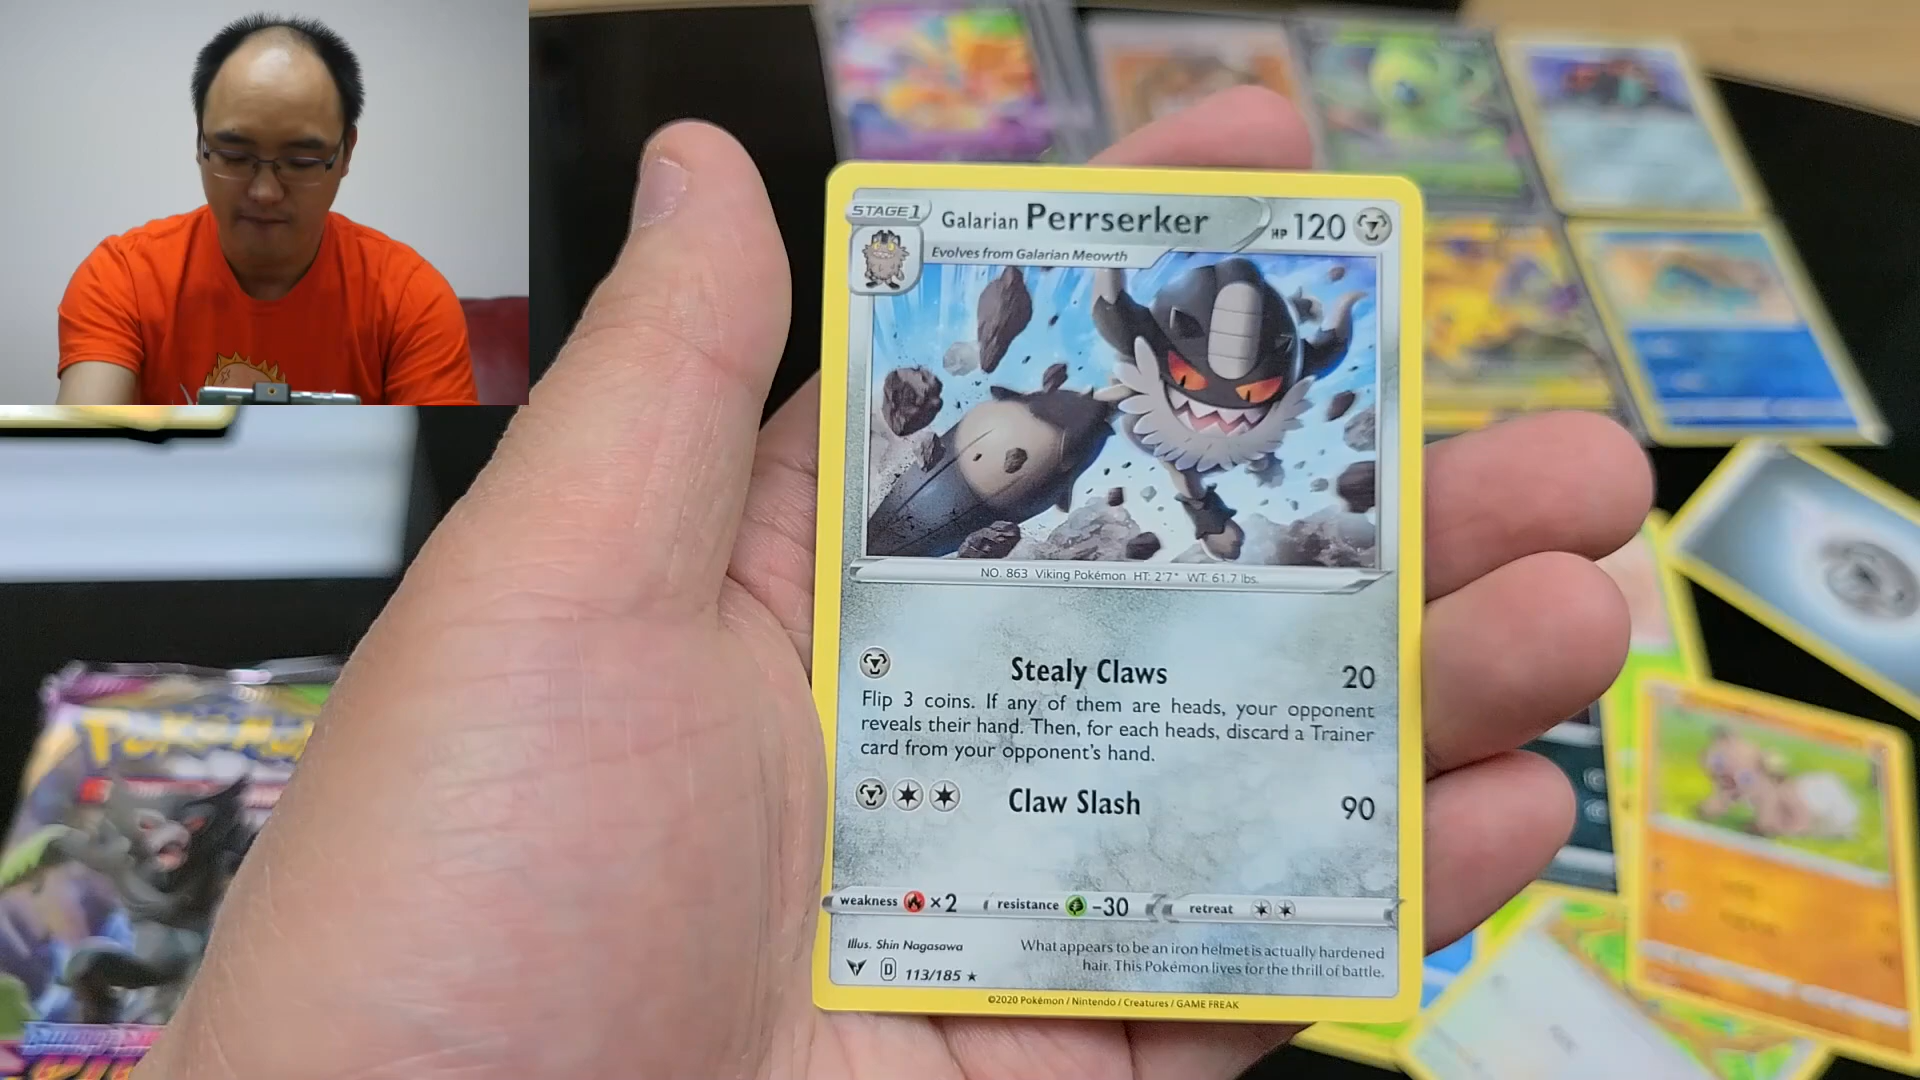 STAGE 1
Galarian Perrserker
HP 120
Evolves from Galarian Meowth
NO. 863 Viking Pokémon HT: 2'7" WT: 61.7 lbs.
Stealy Claws 20
Flip 3 coins. If any of them are heads, your opponent
reveals their hand. Then, for each heads, discard a Trainer
card from your opponent's hand.
Claw Slash 90
weakness ×2 resistance -30 retreat
Illus. Shin Nagasawa
What appears to be an iron helmet is actually hardened
hair. This Pokémon lives for the thrill of battle.
D 113/185 ★
©2020 Pokémon / Nintendo / Creatures / GAME FREAK
POKéMON